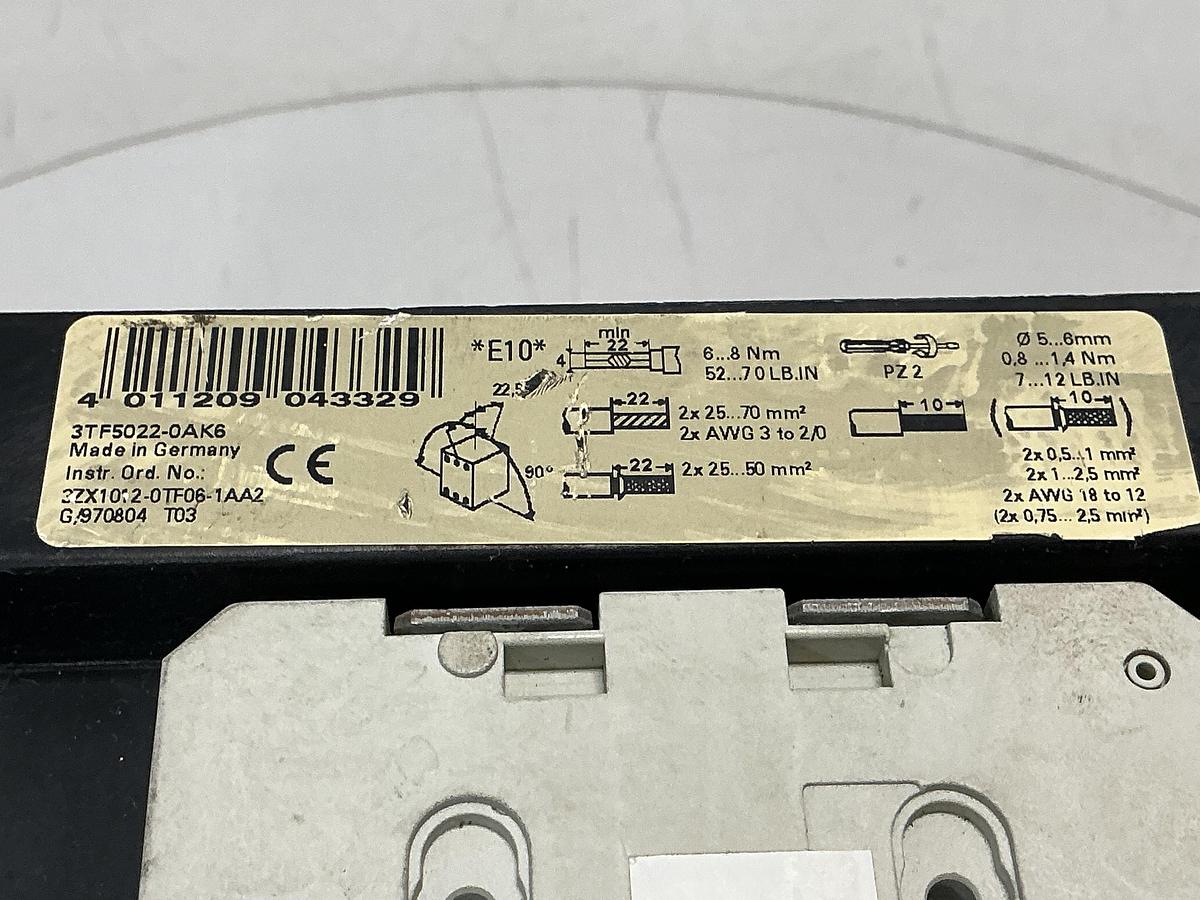 4 011209 043329
3TF5022-0AK6
Made in Germany
Instr. Ord. No.:
3ZX1012-0TF06-1AA2
G/970804 T03
CE
*E10*
22,5
90°
min
22
4
6...8 Nm
52...70 LB.IN
22
2x 25...70 mm²
2x AWG 3 to 2/0
22
2x 25...50 mm²
PZ 2
10
Ø 5...6mm
0,8 ...1,4 Nm
7...12 LB.IN
( 10 )
2x 0,5...1 mm²
2x 1...2,5 mm²
2x AWG 18 to 12
(2x 0,75... 2,5 mm²)